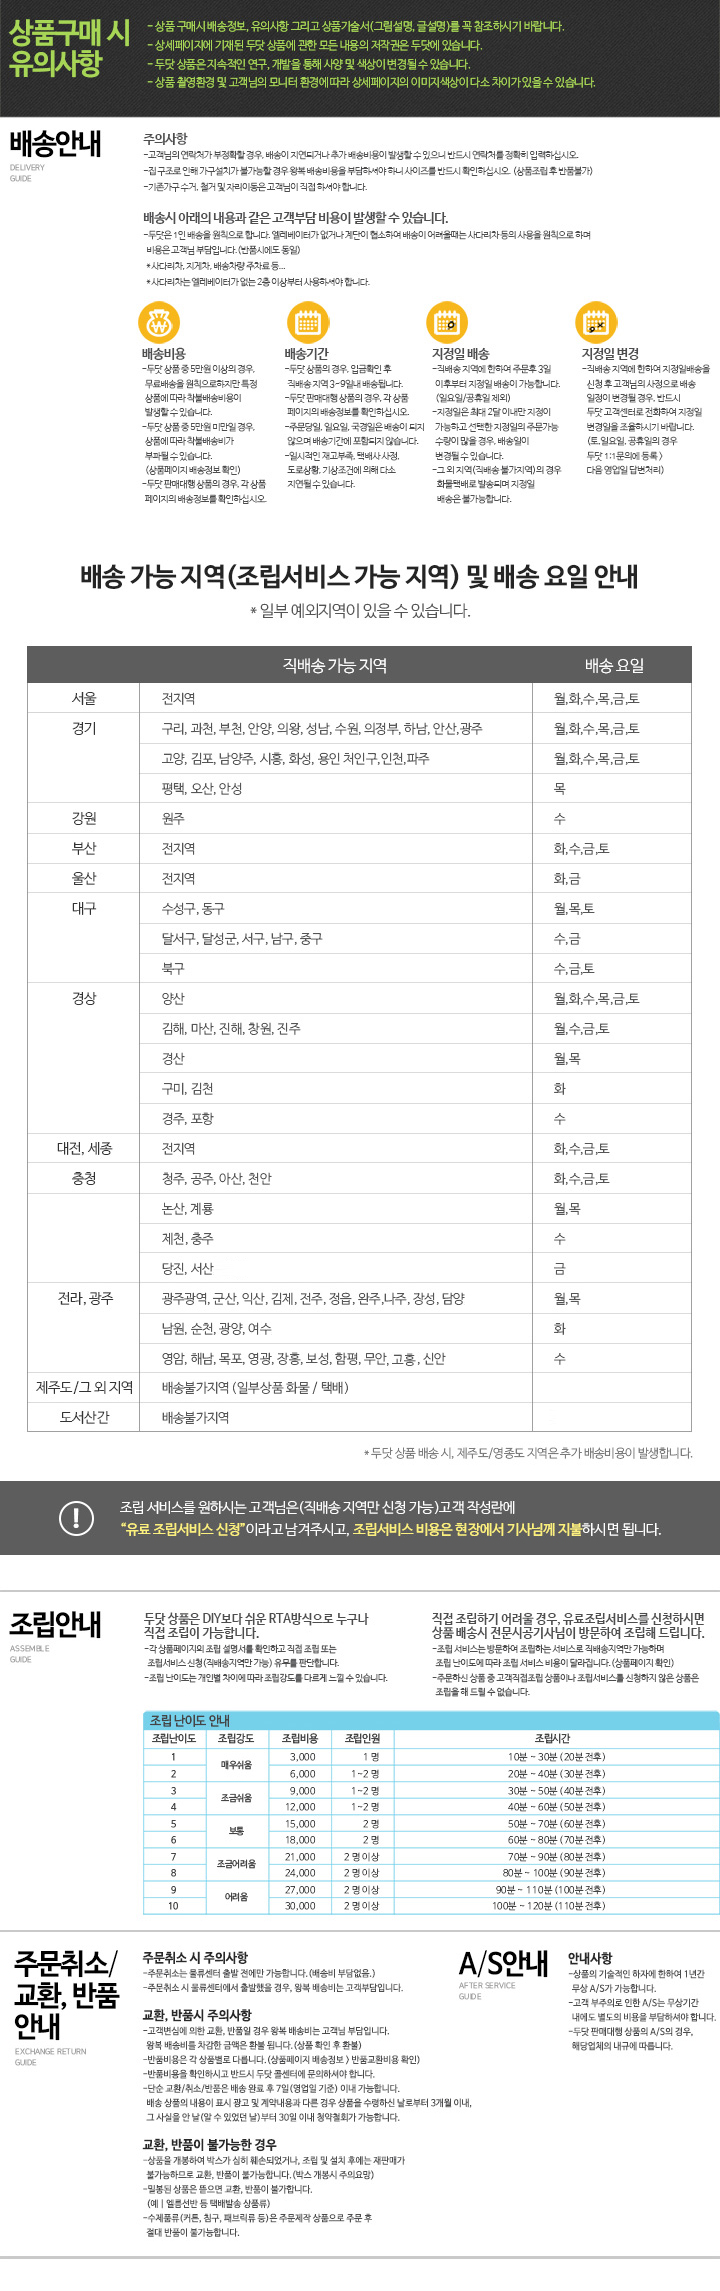 상품구매 시
유의사항
- 상품 구매시 배송정보, 유의사항 그리고 상품기술서(그림설명, 글설명)를 꼭 참조하시기 바랍니다.
- 상세페이지에 기재된 두닷 상품에 관한 모든 내용의 저작권은 두닷에 있습니다.
- 두닷 상품은 지속적인 연구, 개발을 통해 사양 및 색상이 변경될 수 있습니다.
- 상품 촬영환경 및 고객님의 모니터 환경에 따라 상세페이지의 이미지색상이 다소 차이가 있을 수 있습니다.
배송안내
DELIVERY
GUIDE
주의사항
-고객님의 연락처가 부정확할 경우, 배송이 지연되거나 추가 배송비용이 발생할 수 있으니 반드시 연락처를 정확히 입력하십시오.
-집 구조로 인해 가구설치가 불가능할 경우 왕복 배송비용을 부담하셔야 하니 사이즈를 반드시 확인하십시오. (상품조립 후 반품불가)
-기존가구 수거, 철거 및 자리이동은 고객님이 직접 하셔야 합니다.
배송시 아래의 내용과 같은 고객부담 비용이 발생할 수 있습니다.
-두닷은 1인 배송을 원칙으로 합니다. 엘레베이터가 없거나 계단이 협소하여 배송이 어려울때는 사다리차 등의 사용을 원칙으로 하며
비용은 고객님 부담입니다.(반품시에도 동일)
*사다리차, 지게차, 배송차량 주차료 등...
*사다리차는 엘레베이터가 없는 2층 이상부터 사용하셔야 합니다.
배송비용
-두닷 상품 중 5만원 이상의 경우,
무료배송을 원칙으로하지만 특정
상품에 따라 착불배송비용이
발생할 수 있습니다.
-두닷 상품 중 5만원 미만일 경우,
상품에 따라 착불배송비가
부과될 수 있습니다.
(상품페이지 배송정보 확인)
-두닷 판매대행 상품의 경우, 각 상품
페이지의 배송정보를 확인하십시오.
배송기간
-두닷 상품의 경우, 입금확인 후
직배송 지역 3-9일내 배송됩니다.
-두닷 판매대행 상품의 경우, 각 상품
페이지의 배송정보를 확인하십시오.
-주문당일, 일요일, 국경일은 배송이 되지
않으며 배송기간에 포함되지 않습니다.
-일시적인 재고부족, 택배사 사정,
도로상황, 기상조건에 의해 다소
지연될 수 있습니다.
지정일 배송
-직배송 지역에 한하여 주문후 3일
이후부터 지정일 배송이 가능합니다.
(일요일/공휴일 제외)
-지정일은 최대 2달 이내만 지정이
가능하고 선택한 지정일의 주문가능
수량이 많을 경우, 배송일이
변경될 수 있습니다.
-그 외 지역(직배송 불가지역)의 경우
화물택배로 발송되며 지정일
배송은 불가능합니다.
지정일 변경
-직배송 지역에 한하여 지정일배송을
신청 후 고객님의 사정으로 배송
일정이 변경될 경우, 반드시
두닷 고객센터로 전화하여 지정일
변경일을 조율하시기 바랍니다.
(토,일요일, 공휴일의 경우
두닷 1:1문의에 등록 >
다음 영업일 답변처리)
배송 가능 지역(조립서비스 가능 지역) 및 배송 요일 안내
* 일부 예외지역이 있을 수 있습니다.
직배송 가능 지역 배송 요일
서울 전지역 월,화,수,목,금,토
경기 구리, 과천, 부천, 안양, 의왕, 성남, 수원, 의정부, 하남, 안산,광주 월,화,수,목,금,토
고양, 김포, 남양주, 시흥, 화성, 용인 처인구,인천,파주 월,화,수,목,금,토
평택, 오산, 안성 목
강원 원주 수
부산 전지역 화,수,금,토
울산 전지역 화,금
대구 수성구, 동구 월,목,토
달서구, 달성군, 서구, 남구, 중구 수,금
북구 수,금,토
경상 양산 월,화,수,목,금,토
김해, 마산, 진해, 창원, 진주 월,수,금,토
경산 월,목
구미, 김천 화
경주, 포항 수
대전, 세종 전지역 화,수,금,토
충청 청주, 공주, 아산, 천안 화,수,금,토
논산, 계룡 월,목
제천, 충주 수
당진, 서산 금
전라, 광주 광주광역, 군산, 익산, 김제, 전주, 정읍, 완주,나주, 장성, 담양 월,목
남원, 순천, 광양, 여수 화
영암, 해남, 목포, 영광, 장흥, 보성, 함평, 무안, 고흥, 신안 수
제주도/그 외 지역 배송불가지역 (일부상품 화물 / 택배)
도서산간 배송불가지역
* 두닷 상품 배송 시, 제주도/영종도 지역은 추가 배송비용이 발생합니다.
조립 서비스를 원하시는 고객님은(직배송 지역만 신청 가능)고객 작성란에
“유료 조립서비스 신청”이라고 남겨주시고, 조립서비스 비용은 현장에서 기사님께 지불하시면 됩니다.
조립안내
ASSEMBLE
GUIDE
두닷 상품은 DIY보다 쉬운 RTA방식으로 누구나
직접 조립이 가능합니다.
-각 상품페이지의 조립 설명서를 확인하고 직접 조립 또는
조립서비스 신청(직배송지역만 가능) 유무를 판단합니다.
-조립 난이도는 개인별 차이에 따라 조립강도를 다르게 느낄 수 있습니다.
직접 조립하기 어려울 경우, 유료조립서비스를 신청하시면
상품 배송시 전문시공기사님이 방문하여 조립해 드립니다.
-조립 서비스는 방문하여 조립하는 서비스로 직배송지역만 가능하며
조립 난이도에 따라 조립 서비스 비용이 달라집니다.(상품페이지 확인)
-주문하신 상품 중 고객직접조립 상품이나 조립서비스를 신청하지 않은 상품은
조립을 해 드릴 수 없습니다.
조립 난이도 안내
조립난이도 조립강도 조립비용 조립인원 조립시간
1 매우쉬움 3,000 1 명 10분 ~ 30분 (20분 전후)
2 6,000 1~2 명 20분 ~ 40분 (30분 전후)
3 조금쉬움 9,000 1~2 명 30분 ~ 50분 (40분 전후)
4 12,000 1~2 명 40분 ~ 60분 (50분 전후)
5 보통 15,000 2 명 50분 ~ 70분 (60분 전후)
6 18,000 2 명 60분 ~ 80분 (70분 전후)
7 조금어려움 21,000 2 명 이상 70분 ~ 90분 (80분 전후)
8 24,000 2 명 이상 80분 ~ 100분 (90분 전후)
9 어려움 27,000 2 명 이상 90분 ~ 110분 (100분 전후)
10 30,000 2 명 이상 100분 ~ 120분 (110분 전후)
주문취소/
교환, 반품
안내
EXCHANGE RETURN
GUIDE
주문취소 시 주의사항
-주문취소는 물류센터 출발 전에만 가능합니다.(배송비 부담없음.)
-주문취소 시 물류센터에서 출발했을 경우, 왕복 배송비는 고객부담입니다.
교환, 반품시 주의사항
-고객변심에 의한 교환, 반품일 경우 왕복 배송비는 고객님 부담입니다.
왕복 배송비를 차감한 금액은 환불 됩니다.(상품 확인 후 환불)
-반품비용은 각 상품별로 다릅니다.(상품페이지 배송정보 > 반품교환비용 확인)
-반품비용을 확인하시고 반드시 두닷 콜센터에 문의하셔야 합니다.
-단순 교환/취소/반품은 배송 완료 후 7일(영업일 기준) 이내 가능합니다.
배송 상품의 내용이 표시 광고 및 계약내용과 다른 경우 상품을 수령하신 날로부터 3개월 이내,
그 사실을 안 날(알 수 있었던 날)부터 30일 이내 청약철회가 가능합니다.
교환, 반품이 불가능한 경우
-상품을 개봉하여 박스가 심히 훼손되었거나, 조립 및 설치 후에는 재판매가
불가능하므로 교환, 반품이 불가능합니다.(박스 개봉시 주의요망)
-밀봉된 상품은 뜯으면 교환, 반품이 불가합니다.
(예 | 엘름선반 등 택배발송 상품류)
-수제품류(커튼, 침구, 패브릭류 등)은 주문제작 상품으로 주문 후
절대 반품이 불가능합니다.
A/S안내
AFTER SERVICE
GUIDE
안내사항
-상품의 기술적인 하자에 한하여 1년간
무상 A/S가 가능합니다.
-고객 부주의로 인한 A/S는 무상기간
내에도 별도의 비용을 부담하셔야 합니다.
-두닷 판매대행 상품의 A/S의 경우,
해당업체의 내규에 따릅니다.